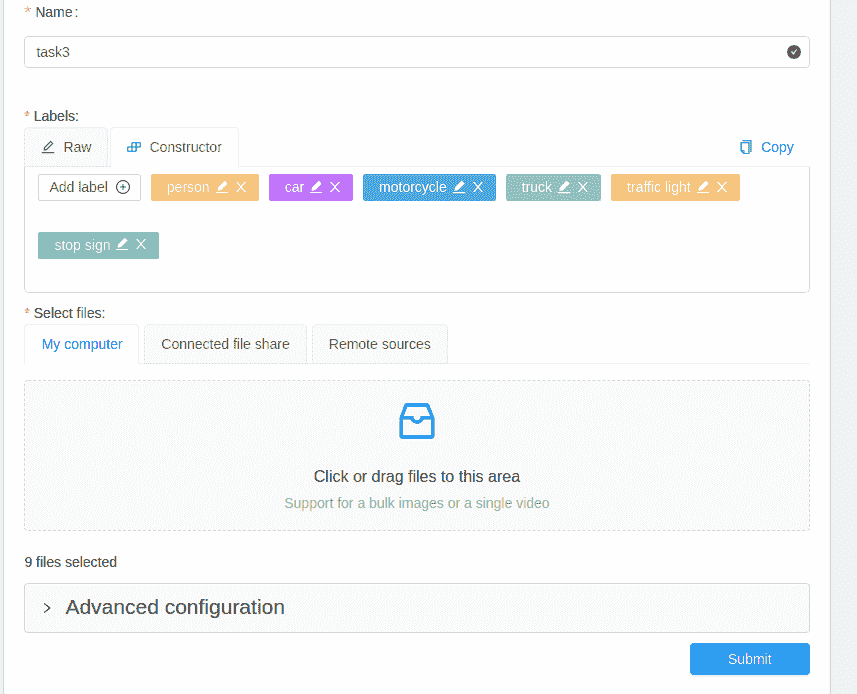 * Name:
task3
* Labels:
Raw Constructor Copy
Add label person car motorcycle truck traffic light
stop sign
* Select files:
My computer Connected file share Remote sources
Click or drag files to this area
Support for a bulk images or a single video
9 files selected
> Advanced configuration
Submit